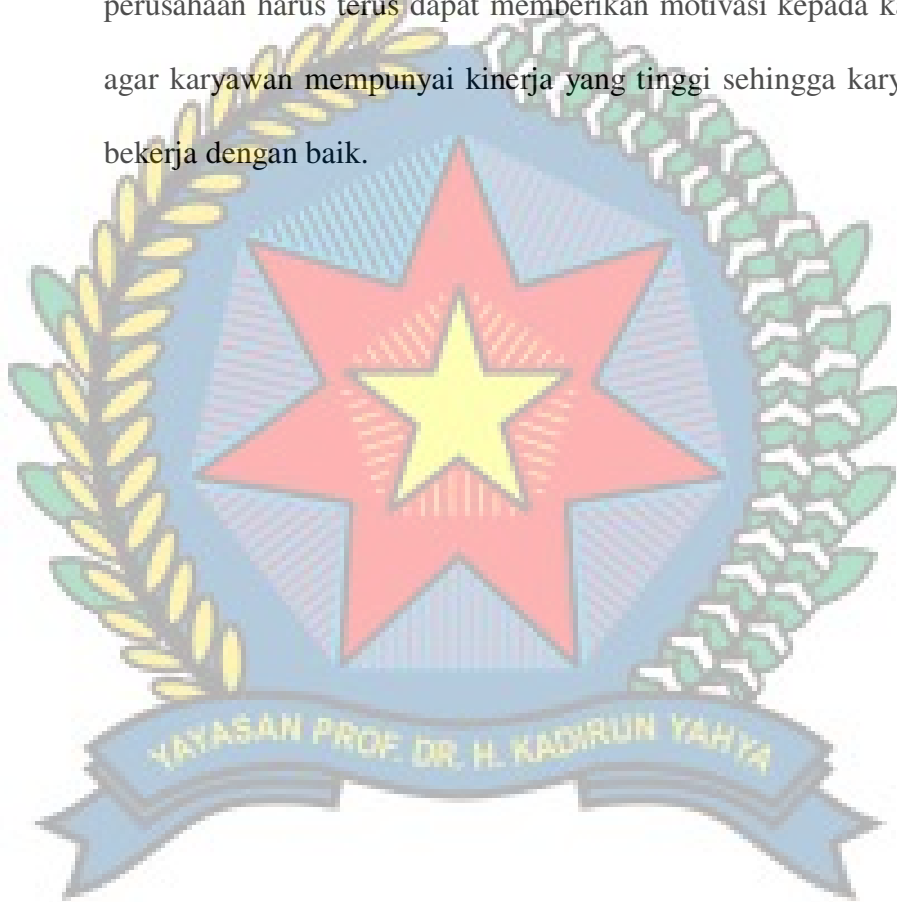 perusahaan harus terus dapat memberikan motivasi kepada
agar karyawan mempunyai kinerja yang tinggi sehingga
bekerja dengan baik.
YAYASAN PROF. DR. H. KADIRUN YAHYA